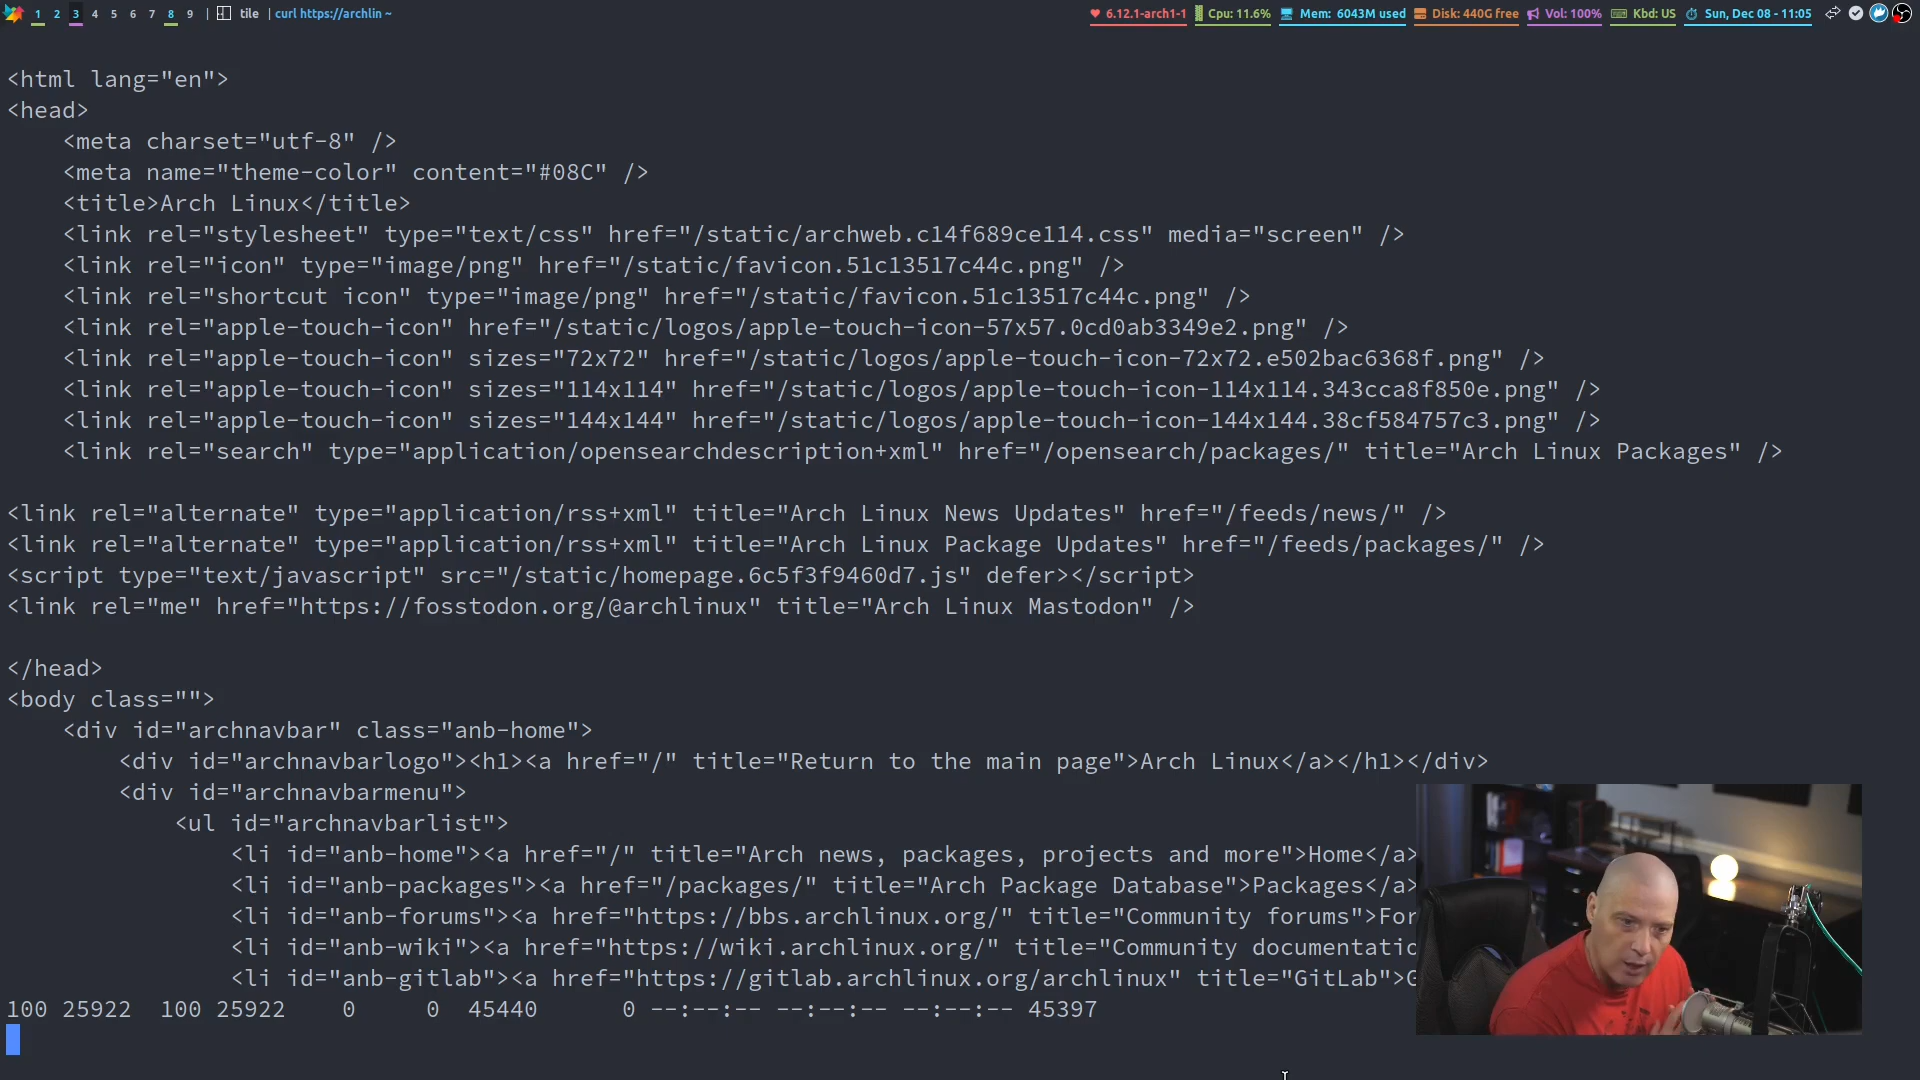 1 2 3 4 5 6 7 8 9 | tile | curl https://archlin ~
6.12.1-arch1-1 Cpu: 11.6% Mem: 6043M used Disk: 440G free Vol: 100% Kbd: US Sun, Dec 08 - 11:05
<html lang="en">
<head>
<meta charset="utf-8" />
<meta name="theme-color" content="#08C" />
<title>Arch Linux</title>
<link rel="stylesheet" type="text/css" href="/static/archweb.c14f689ce114.css" media="screen" />
<link rel="icon" type="image/png" href="/static/favicon.51c13517c44c.png" />
<link rel="shortcut icon" type="image/png" href="/static/favicon.51c13517c44c.png" />
<link rel="apple-touch-icon" href="/static/logos/apple-touch-icon-57x57.0cd0ab3349e2.png" />
<link rel="apple-touch-icon" sizes="72x72" href="/static/logos/apple-touch-icon-72x72.e502bac6368f.png" />
<link rel="apple-touch-icon" sizes="114x114" href="/static/logos/apple-touch-icon-114x114.343cca8f850e.png" />
<link rel="apple-touch-icon" sizes="144x144" href="/static/logos/apple-touch-icon-144x144.38cf584757c3.png" />
<link rel="search" type="application/opensearchdescription+xml" href="/opensearch/packages/" title="Arch Linux Packages" />
<link rel="alternate" type="application/rss+xml" title="Arch Linux News Updates" href="/feeds/news/" />
<link rel="alternate" type="application/rss+xml" title="Arch Linux Package Updates" href="/feeds/packages/" />
<script type="text/javascript" src="/static/homepage.6c5f3f9460d7.js" defer></script>
<link rel="me" href="https://fosstodon.org/@archlinux" title="Arch Linux Mastodon" />
</head>
<body class="">
<div id="archnavbar" class="anb-home">
<div id="archnavbarlogo"><h1><a href="/" title="Return to the main page">Arch Linux</a></h1></div>
<div id="archnavbarmenu">
<ul id="archnavbarlist">
<li id="anb-home"><a href="/" title="Arch news, packages, projects and more">Home</a>
<li id="anb-packages"><a href="/packages/" title="Arch Package Database">Packages</a>
<li id="anb-forums"><a href="https://bbs.archlinux.org/" title="Community forums">For
<li id="anb-wiki"><a href="https://wiki.archlinux.org/" title="Community documentatio
<li id="anb-gitlab"><a href="https://gitlab.archlinux.org/archlinux" title="GitLab">G
100 25922 100 25922 0 0 45440 0 --:--:-- --:--:-- --:--:-- 45397